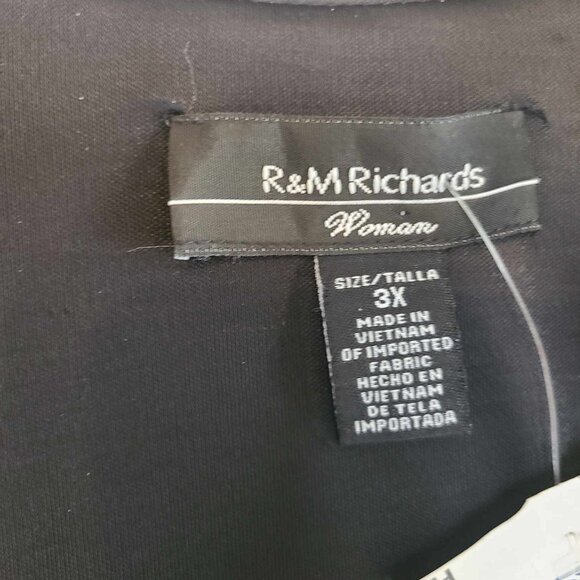 R&M Richards
Woman
SIZE/TALLA
3X
MADE IN
VIETNAM
OF IMPORTED
FABRIC
HECHO EN
VIETNAM
DE TELA
IMPORTADA